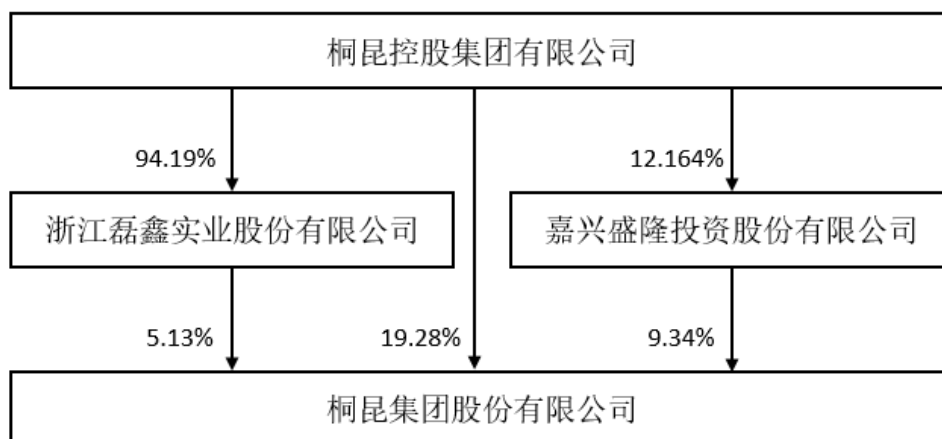 桐昆控股集团有限公司
94.19%
12.164%
浙江磊鑫实业股份有限公司
嘉兴盛隆投资股份有限公司
5.13%
19.28%
9.34%
桐昆集团股份有限公司